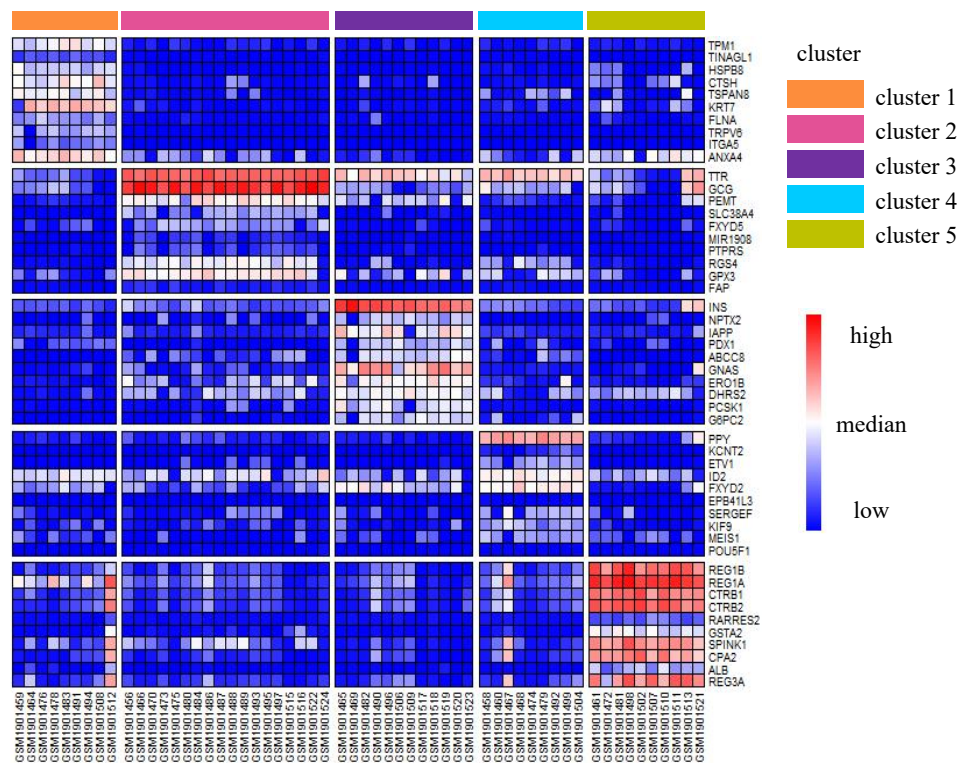 TPM1
TINAGL1
HSPB8
CTSH
TSPAN8
KRT7
FLNA
TRPV6
ITGA5
ANXA4
TTR
GCG
PEMT
SLC38A4
FXYD5
MIR1908
PTPRS
RGS4
GPX3
FAP
INS
NPTX2
IAPP
PDX1
ABCC8
GNAS
ERO1B
DHRS2
PCSK1
G6PC2
PPY
KCNT2
ETV1
ID2
FXYD2
EPB41L3
SERGEF
KIF9
MEIS1
POU5F1
REG1B
REG1A
CTRB1
CTRB2
RARRES2
GSTA2
SPINK1
CPA2
ALB
REG3A
GSM1901459
GSM1901464
GSM1901476
GSM1901478
GSM1901483
GSM1901491
GSM1901494
GSM1901508
GSM1901512
GSM1901456
GSM1901466
GSM1901470
GSM1901473
GSM1901475
GSM1901480
GSM1901484
GSM1901486
GSM1901487
GSM1901488
GSM1901489
GSM1901493
GSM1901495
GSM1901497
GSM1901515
GSM1901516
GSM1901522
GSM1901524
GSM1901465
GSM1901469
GSM1901482
GSM1901490
GSM1901496
GSM1901506
GSM1901509
GSM1901517
GSM1901518
GSM1901519
GSM1901520
GSM1901523
GSM1901458
GSM1901460
GSM1901467
GSM1901468
GSM1901474
GSM1901479
GSM1901492
GSM1901499
GSM1901504
GSM1901461
GSM1901472
GSM1901481
GSM1901498
GSM1901502
GSM1901507
GSM1901510
GSM1901511
GSM1901513
GSM1901521
cluster
cluster 1
cluster 2
cluster 3
cluster 4
cluster 5
high
median
low